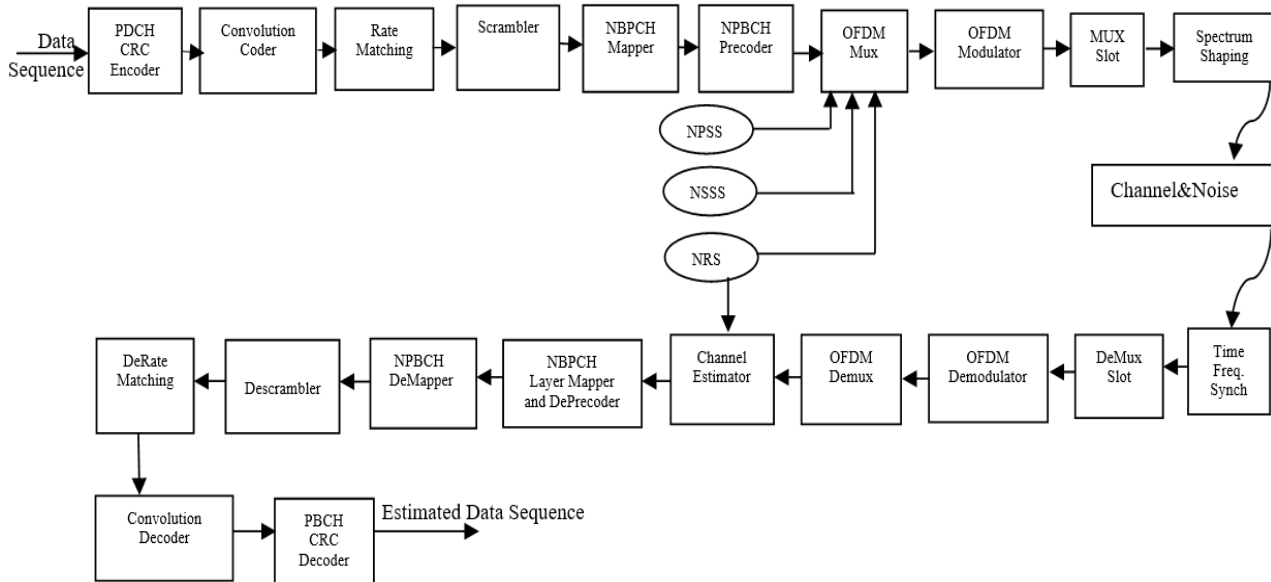 Data
Sequence
PDCH
CRC
Encoder
Convolution
Coder
Rate
Matching
Scrambler
NBPCH
Mapper
NPBCH
Precoder
OFDM
Mux
OFDM
Modulator
MUX
Slot
Spectrum
Shaping
NPSS
NSSS
NRS
Channel&Noise
DeRate
Matching
Descrambler
NPBCH
DeMapper
NBPCH
Layer Mapper
and DePrecoder
Channel
Estimator
OFDM
Demux
OFDM
Demodulator
DeMux
Slot
Time
Freq.
Synch
Convolution
Decoder
PBCH
CRC
Decoder
Estimated Data Sequence